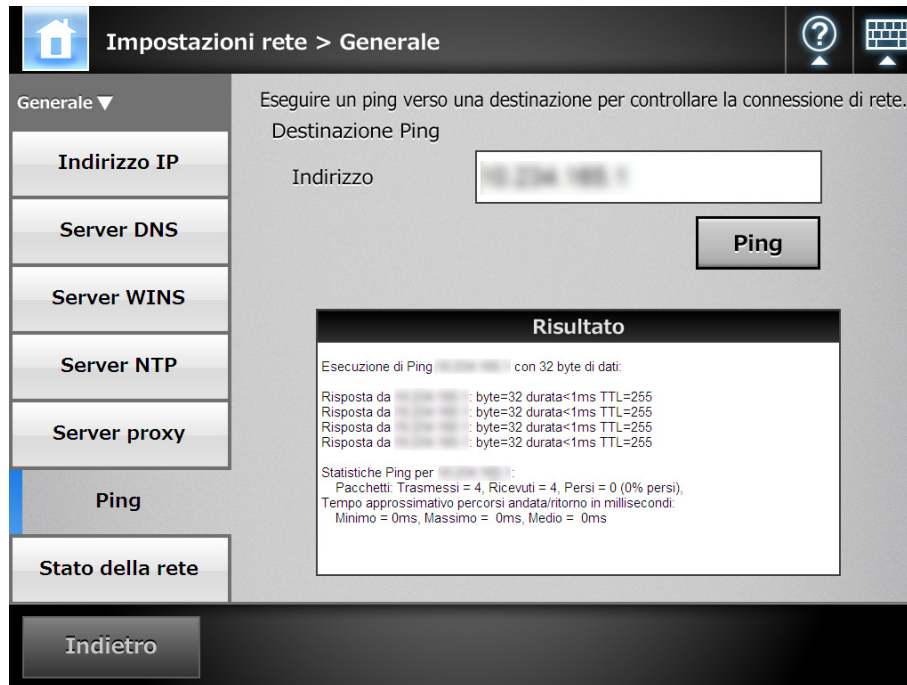 Impostazioni rete > Generale
Generale ▼
Eseguire un ping verso una destinazione per controllare la connessione di rete.
Destinazione Ping
Indirizzo IP
Indirizzo
Server DNS
Ping
Server WINS
Risultato
Esecuzione di Ping con 32 byte di dati:
Server NTP
Risposta da : byte=32 durata<1ms TTL=255
Risposta da : byte=32 durata<1ms TTL=255
Risposta da : byte=32 durata<1ms TTL=255
Risposta da : byte=32 durata<1ms TTL=255
Server proxy
Statistiche Ping per :
Pacchetti: Trasmessi = 4, Ricevuti = 4, Persi = 0 (0% persi),
Tempo approssimativo percorsi andata/ritorno in millisecondi:
Minimo = 0ms, Massimo = 0ms, Medio = 0ms
Ping
Stato della rete
Indietro